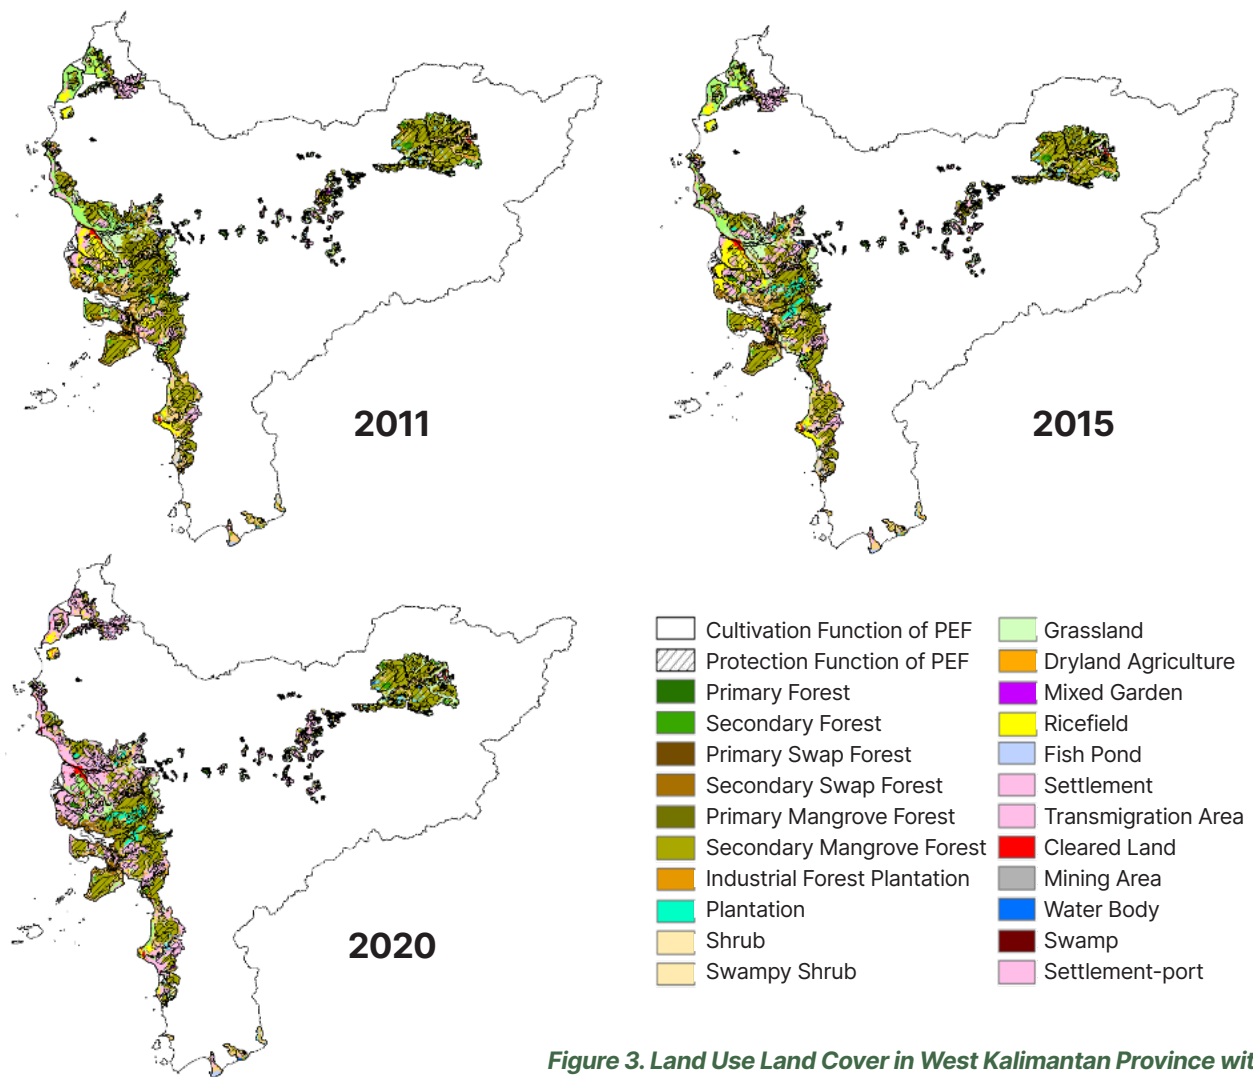 2011
2015
2020
Cultivation Function of PEF
Protection Function of PEF
Primary Forest
Secondary Forest
Primary Swap Forest
Secondary Swap Forest
Primary Mangrove Forest
Secondary Mangrove Forest
Industrial Forest Plantation
Plantation
Shrub
Swampy Shrub
Grassland
Dryland Agriculture
Mixed Garden
Ricefield
Fish Pond
Settlement
Transmigration Area
Cleared Land
Mining Area
Water Body
Swamp
Settlement-port
Figure 3. Land Use Land Cover in West Kalimantan Province wit